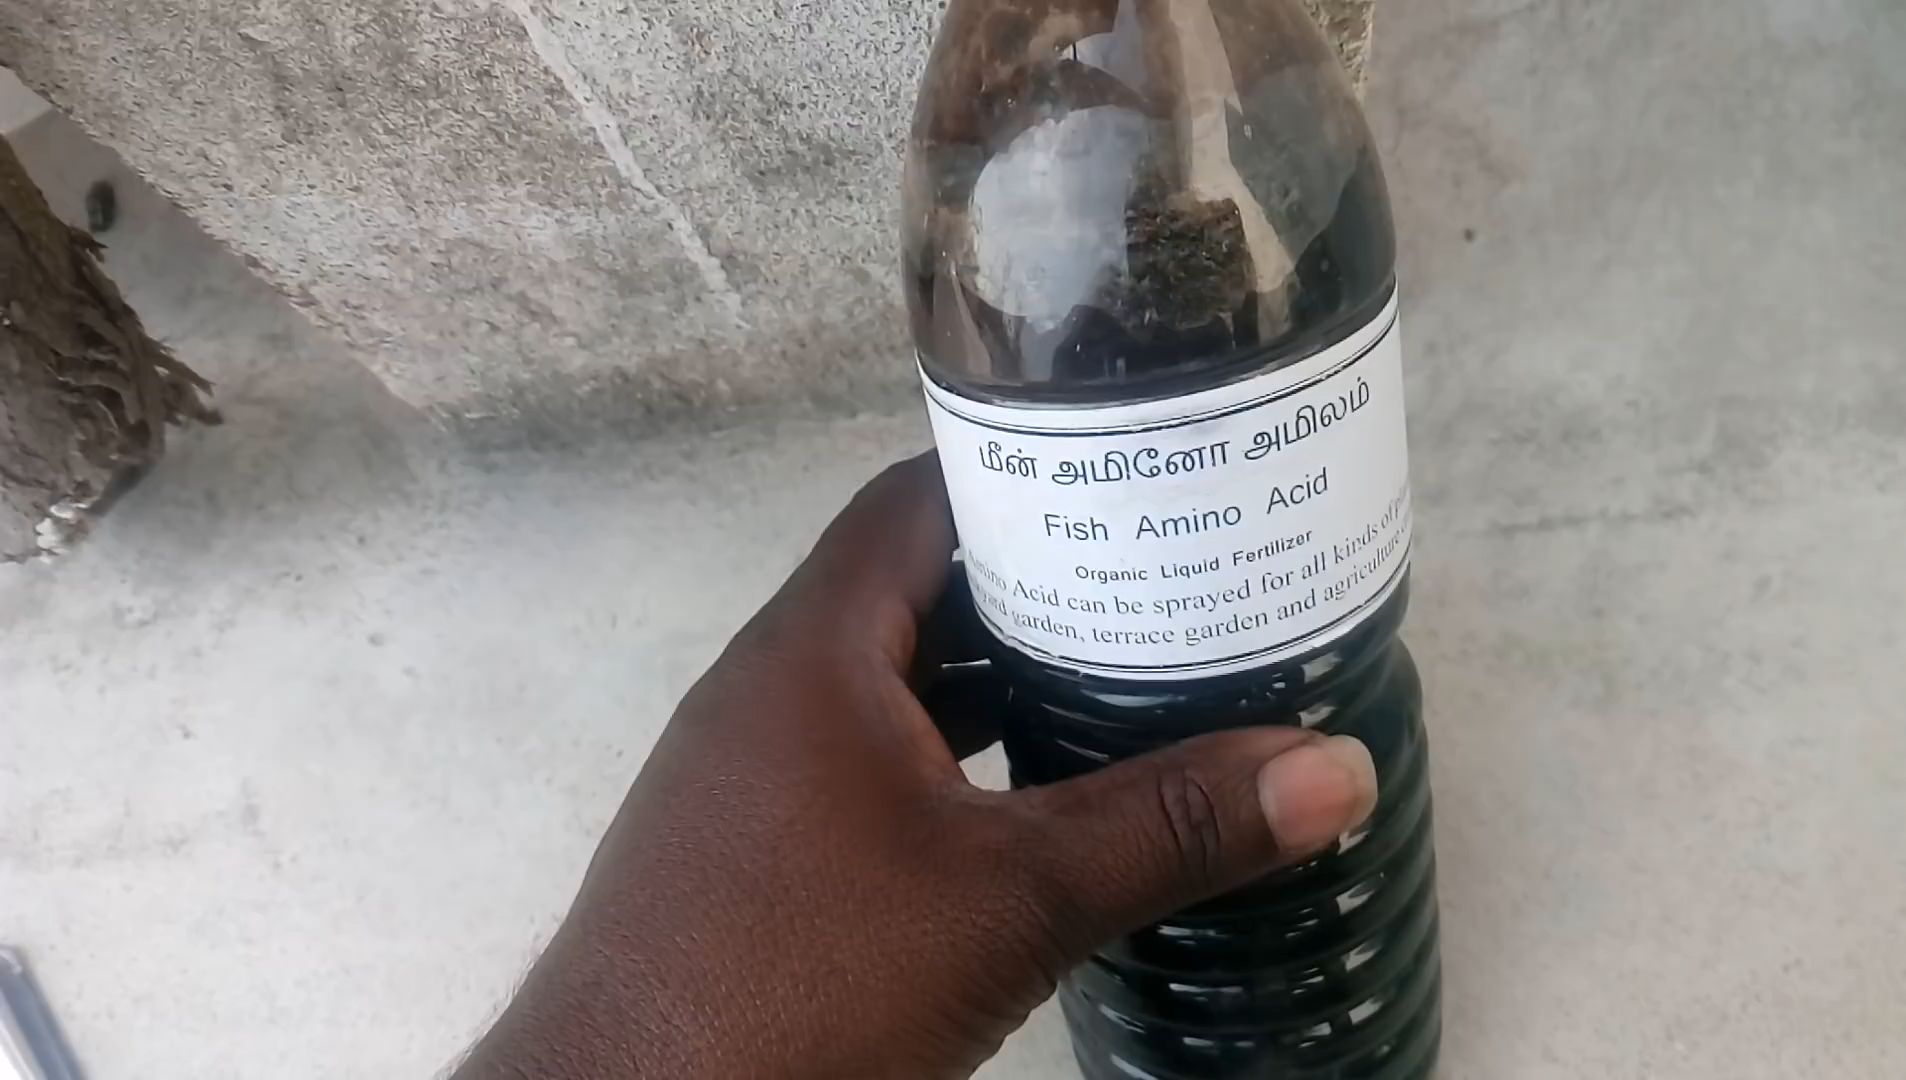 மீன் அமினோ அமிலம்
Fish Amino Acid
Organic Liquid Fertilizer
Amino Acid can be sprayed for all kinds of
garden, terrace garden and agriculture